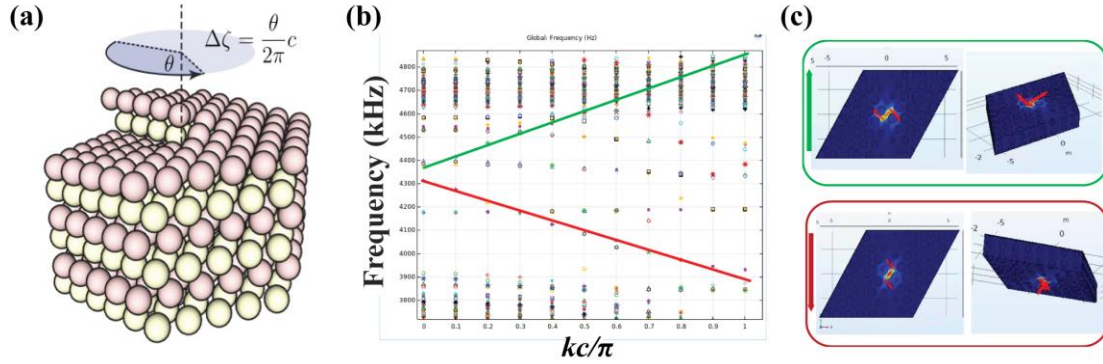 (a)
Δζ = θ/2π c
θ
(b)
Global: Frequency (Hz)
Frequency (kHz)
4800
4700
4600
4500
4400
4300
4200
4100
4000
3900
3800
0 0.1 0.2 0.3 0.4 0.5 0.6 0.7 0.8 0.9 1
kc/π
(c)
5 -5 0 5
0
-2 -5 m
-2
0
m